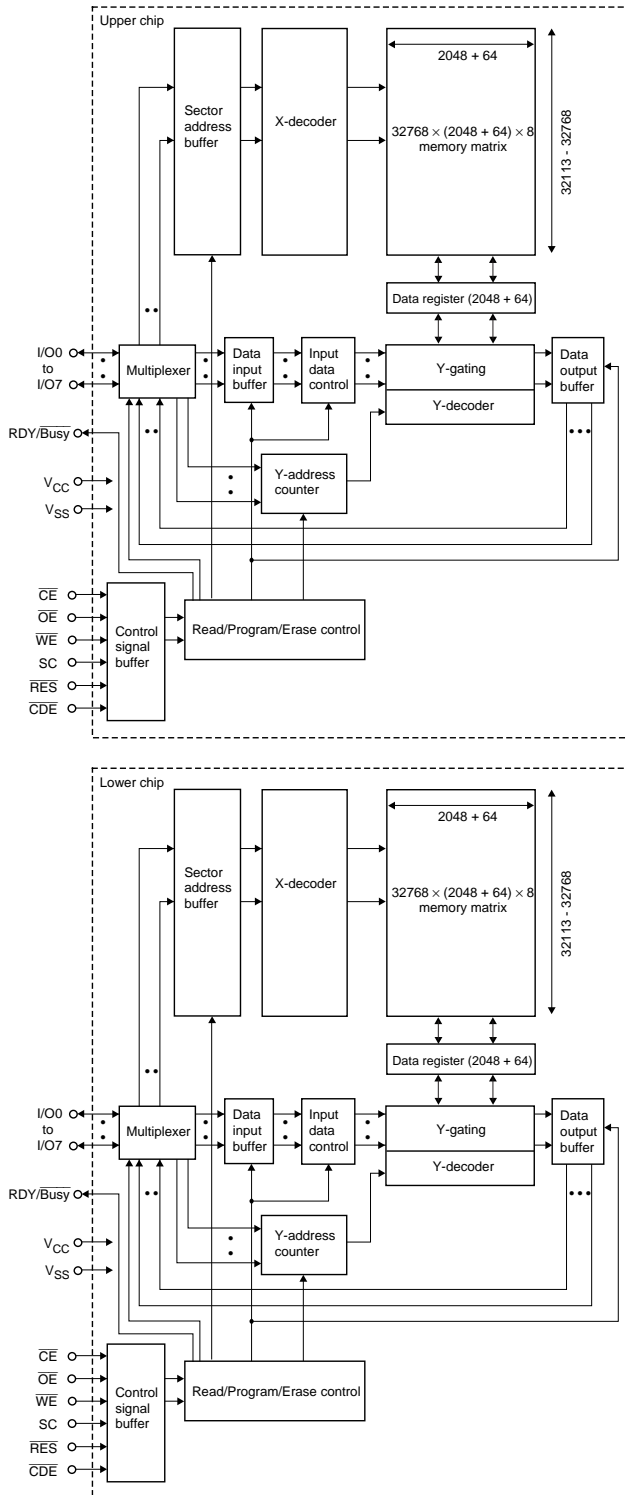 Upper chip
2048 + 64
Sector
address
buffer
X-decoder
32768 × (2048 + 64) × 8
memory matrix
32113 - 32768
Data register (2048 + 64)
I/O0
to
I/O7
Multiplexer
Data
input
buffer
Input
data
control
Y-gating
Y-decoder
Data
output
buffer
RDY/Busy
VCC
VSS
Y-address
counter
CE
OE
WE
SC
RES
CDE
Control
signal
buffer
Read/Program/Erase control
Lower chip
2048 + 64
Sector
address
buffer
X-decoder
32768 × (2048 + 64) × 8
memory matrix
32113 - 32768
Data register (2048 + 64)
I/O0
to
I/O7
Multiplexer
Data
input
buffer
Input
data
control
Y-gating
Y-decoder
Data
output
buffer
RDY/Busy
VCC
VSS
Y-address
counter
CE
OE
WE
SC
RES
CDE
Control
signal
buffer
Read/Program/Erase control